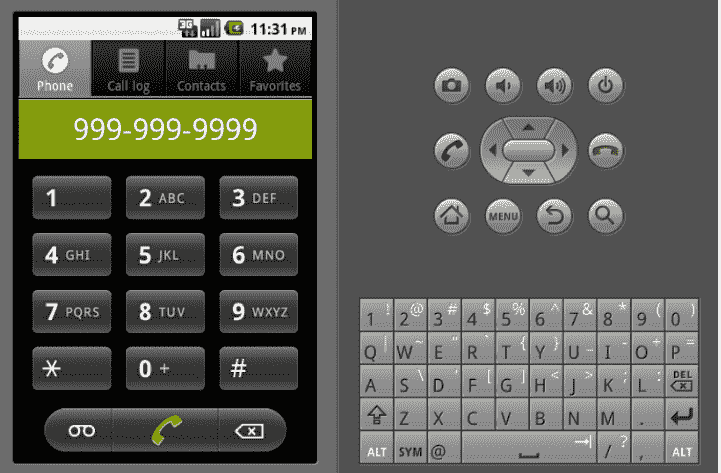 3G 11:31 PM
Phone Call log Contacts Favorites
999-999-9999
1 2 ABC 3 DEF
4 GHI 5 JKL 6 MNO
7 PQRS 8 TUV 9 WXYZ
* 0 + #
MENU
1 ! 2 @ 3 # 4 $ 5 % 6 ^ 7 & 8 * 9 ( 0 )
Q | W ~ E " R ` T { Y } U _ I - O + P =
A S \ D ' F [ G ] H < J > K ; L : DEL
Z X C V B N M .
ALT SYM @ / ? , ALT